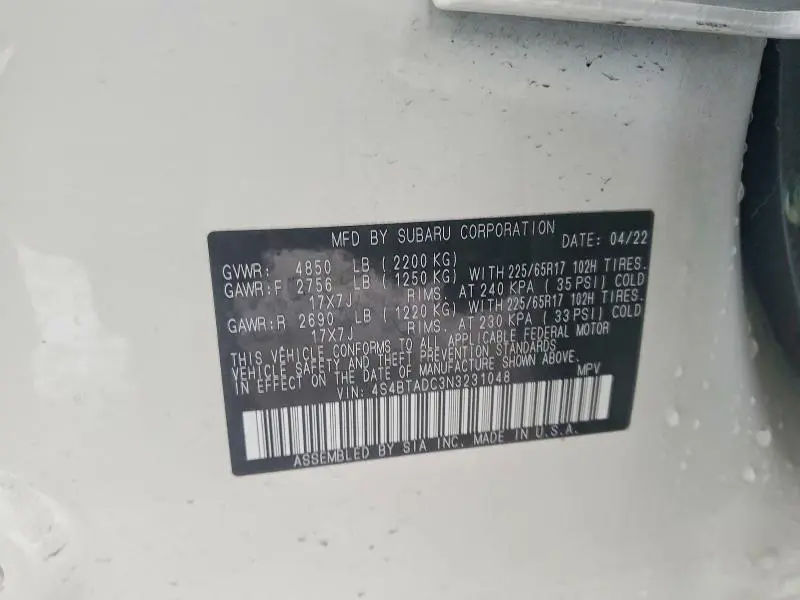 MFD BY SUBARU CORPORATION DATE: 04/22
GVWR: 4850 LB (2200 KG)
GAWR:F 2756 LB (1250 KG) WITH 225/65R17 102H TIRES.
17X7J RIMS. AT 240 KPA (35 PSI) COLD
GAWR:R 2690 LB (1220 KG) WITH 225/65R17 102H TIRES.
17X7J RIMS. AT 230 KPA (33 PSI) COLD
THIS VEHICLE CONFORMS TO ALL APPLICABLE FEDERAL MOTOR
VEHICLE SAFETY, BUMPER, AND THEFT PREVENTION STANDARDS
IN EFFECT ON THE DATE OF MANUFACTURE SHOWN ABOVE.
VIN: 4S4BTADC3N3231048 MPV
ASSEMBLED BY SIA INC. MADE IN U.S.A.